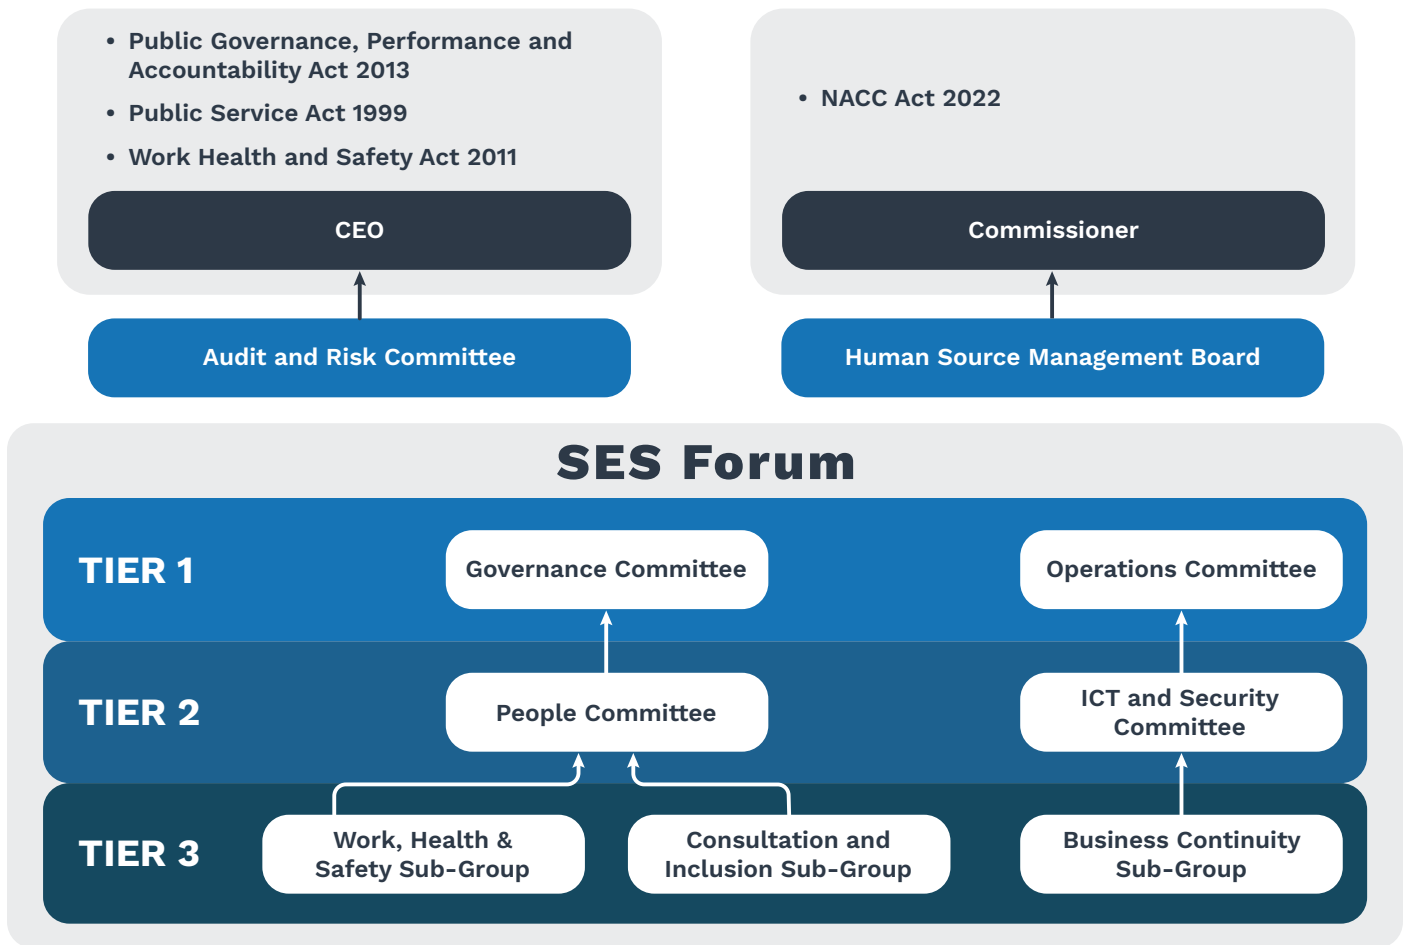 • Public Governance, Performance and
Accountability Act 2013
• Public Service Act 1999
• Work Health and Safety Act 2011
CEO
Audit and Risk Committee
• NACC Act 2022
Commissioner
Human Source Management Board
SES Forum
TIER 1
Governance Committee
Operations Committee
TIER 2
People Committee
ICT and Security
Committee
TIER 3
Work, Health &
Safety Sub-Group
Consultation and
Inclusion Sub-Group
Business Continuity
Sub-Group